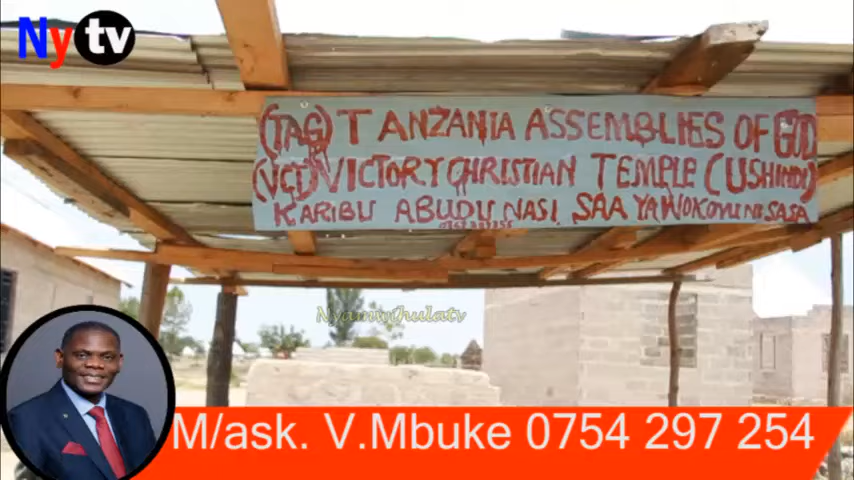 Nytv
(TAG) TANZANIA ASSEMBLIES OF GOD
(VCT) VICTORY CHRISTIAN TEMPLE (USHINDI)
KARIBU ABUDU NASI SAA YA WOKOVU NI SASA
Nyamwihulatv
M/ask. V.Mbuke 0754 297 254